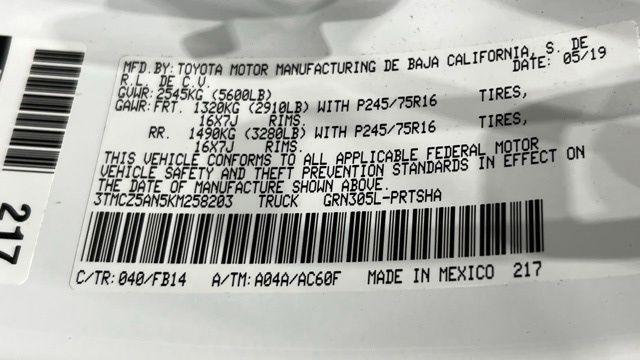 MFD.BY: TOYOTA MOTOR MANUFACTURING DE BAJA CALIFORNIA, S. DE
R.L. DE C.V. DATE: 05/19
GVWR: 2545KG (5600LB)
GAWR: FRT. 1320KG (2910LB) WITH P245/75R16 TIRES,
16X7J RIMS.
RR. 1490KG (3280LB) WITH P245/75R16 TIRES,
16X7J RIMS.
THIS VEHICLE CONFORMS TO ALL APPLICABLE FEDERAL MOTOR
VEHICLE SAFETY AND THEFT PREVENTION STANDARDS IN EFFECT ON
THE DATE OF MANUFACTURE SHOWN ABOVE.
3TMCZ5AN5KM258203 TRUCK GRN305L-PRTSHA
C/TR: 040/FB14 A/TM: A04A/AC60F MADE IN MEXICO 217
217